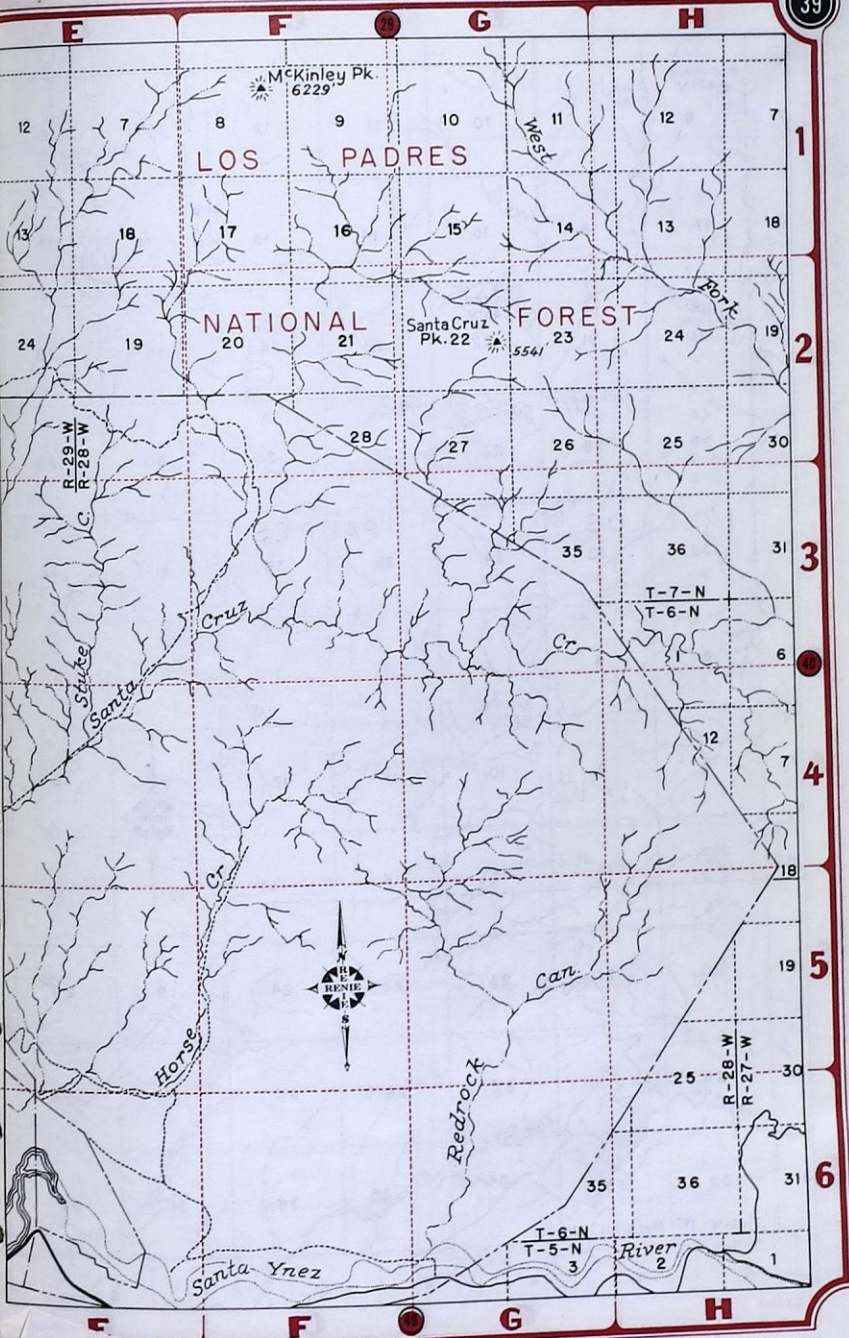 39
E F 29 G H
McKinley Pk.
6229'
12 7 8 9 10 11 12 7
West
1
LOS PADRES
13 18 17 16 15 14 13 18
Fork
NATIONAL FOREST
Santa Cruz
Pk. 22
5541
24 19 20 21 23 24 19
2
28 27 26 25 30
R-29-W
R-28-W
C.
35 36 31
3
T-7-N
T-6-N
Cruz
Cr
1 6
40
Stuke
Santa
12 7
4
18
Cr
N
RENIE
RENIE
S
Can
19
5
Horse
Redrock
25 30
R-28-W
R-27-W
35 36 31
6
T-6-N
T-5-N
River
3 2 1
Santa Ynez
F 49 G H